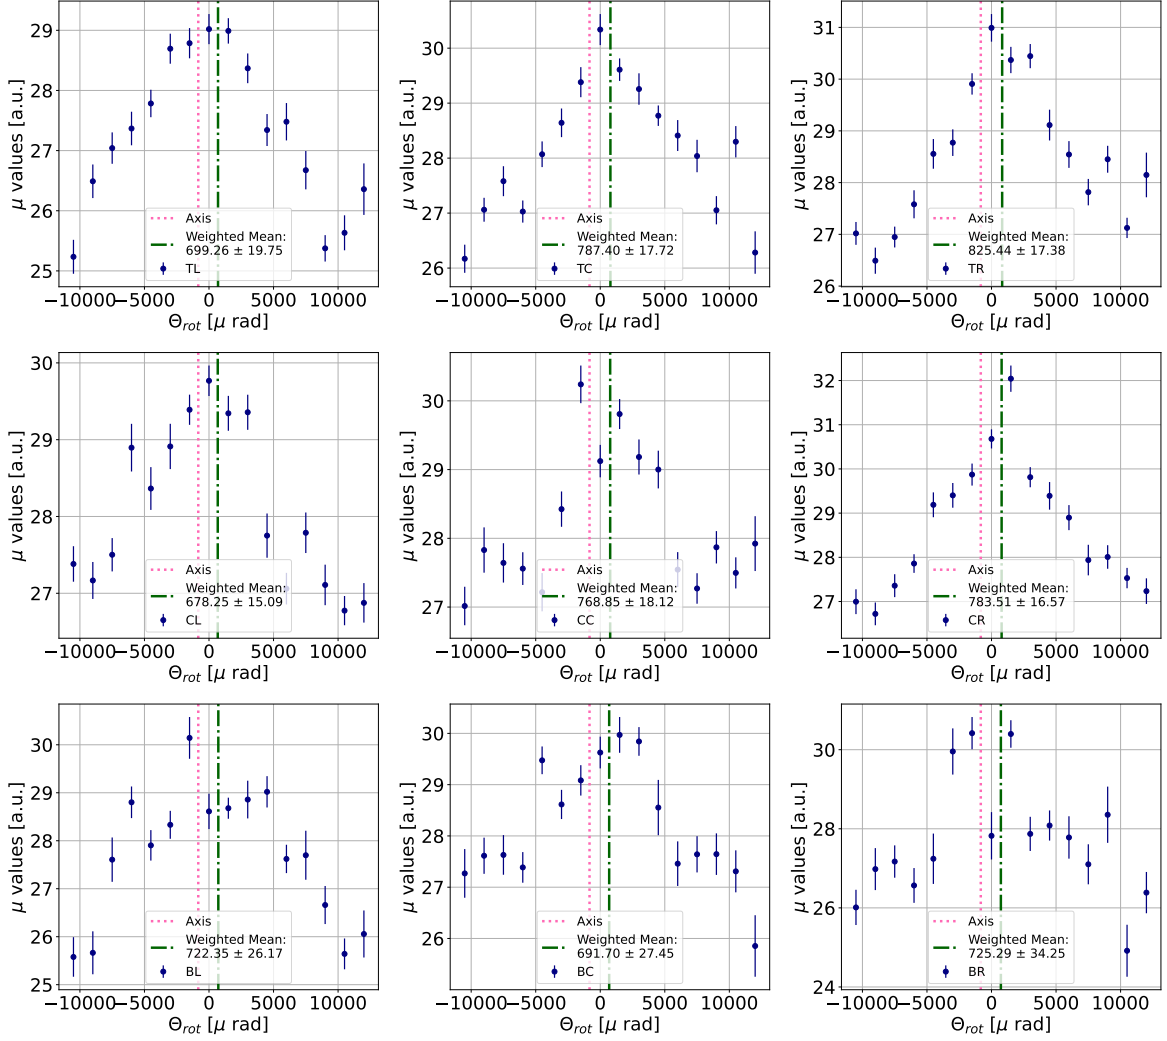 29
28
27
26
25
μ values [a.u.]
Axis
Weighted Mean:
699.26 ± 19.75
TL
−10000 −5000 0 5000 10000
Θrot [μ rad]
30
29
28
27
26
μ values [a.u.]
Axis
Weighted Mean:
787.40 ± 17.72
TC
−10000 −5000 0 5000 10000
Θrot [μ rad]
31
30
29
28
27
26
μ values [a.u.]
Axis
Weighted Mean:
825.44 ± 17.38
TR
−10000 −5000 0 5000 10000
Θrot [μ rad]
30
29
28
27
μ values [a.u.]
Axis
Weighted Mean:
678.25 ± 15.09
CL
−10000 −5000 0 5000 10000
Θrot [μ rad]
30
29
28
27
μ values [a.u.]
Axis
Weighted Mean:
768.85 ± 18.12
CC
−10000 −5000 0 5000 10000
Θrot [μ rad]
32
31
30
29
28
27
μ values [a.u.]
Axis
Weighted Mean:
783.51 ± 16.57
CR
−10000 −5000 0 5000 10000
Θrot [μ rad]
30
29
28
27
26
25
μ values [a.u.]
Axis
Weighted Mean:
722.35 ± 26.17
BL
−10000 −5000 0 5000 10000
Θrot [μ rad]
30
29
28
27
26
μ values [a.u.]
Axis
Weighted Mean:
691.70 ± 27.45
BC
−10000 −5000 0 5000 10000
Θrot [μ rad]
30
28
26
24
μ values [a.u.]
Axis
Weighted Mean:
725.29 ± 34.25
BR
−10000 −5000 0 5000 10000
Θrot [μ rad]